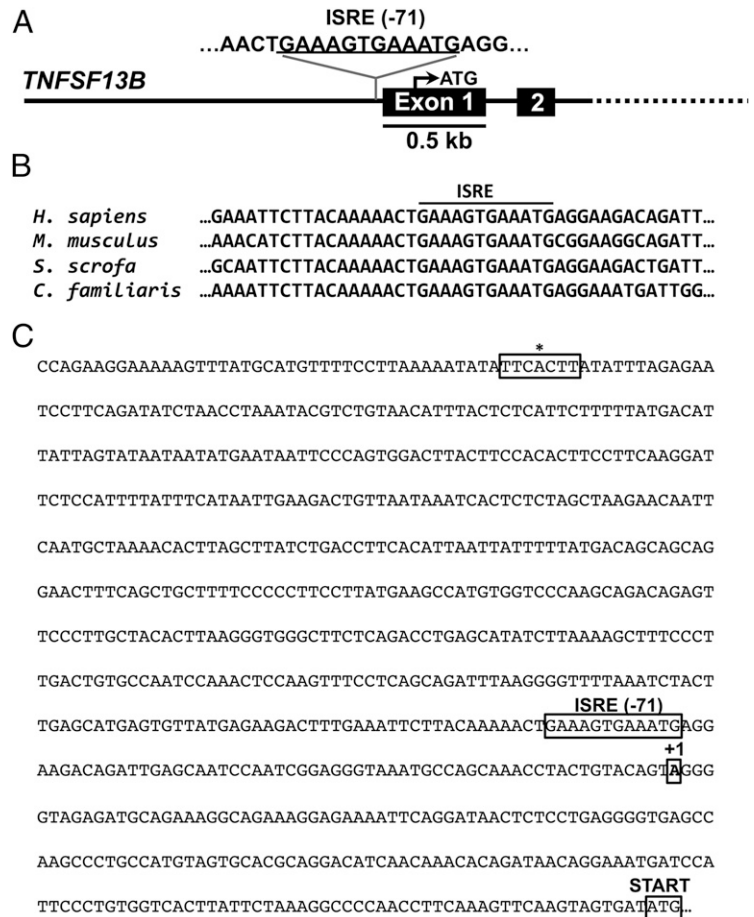 A
ISRE (-71)
...AACTGAAAGTGAAATGAGG...
TNFSF13B
ATG
Exon 1
2
0.5 kb
B
ISRE
H. sapiens ...GAAATTCTTACAAAAACTGAAAGTGAAATGAGGAAGACAGATT...
M. musculus ...AAACATCTTACAAAAACTGAAAGTGAAATGCGGAAGGCAGATT...
S. scrofa ...GCAATTCTTACAAAAACTGAAAGTGAAATGAGGAAGACTGATT...
C. familiaris ...AAAATTCTTACAAAAACTGAAAGTGAAATGAGGAAATGATTGG...
C
*
CCAGAAGGAAAAAGTTTATGCATGTTTTCCTTAAAAATATATTCACTTATATTTAGAGAA
TCCTTCAGATATCTAACCTAAATACGTCTGTAACATTTACTCTCATTCTTTTTATGACAT
TATTAGTATAATAATATGAATAATTCCCAGTGGACTTACTTCCACACTTCCTTCAAGGAT
TCTCCATTTTATTTCATAATTGAAGACTGTTAATAAATCACTCTCTAGCTAAGAACAATT
CAATGCTAAAACACTTAGCTTATCTGACCTTCACATTAATTATTTTTATGACAGCAGCAG
GAACTTTCAGCTGCTTTTCCCCCTTCCTTATGAAGCCATGTGGTCCCAAGCAGACAGAGT
TCCCTTGCTACACTTAAGGGTGGGCTTCTCAGACCTGAGCATATCTTAAAAGCTTTCCCT
TGACTGTGCCAATCCAAACTCCAAGTTTCCTCAGCAGATTTAAGGGGTTTTAAATCTACT
ISRE (-71)
TGAGCATGAGTGTTATGAGAAGACTTTGAAATTCTTACAAAAACTGAAAGTGAAATGAGG
+1
AAGACAGATTGAGCAATCCAATCGGAGGGTAAATGCCAGCAAACCTACTGTACAGTAGGG
GTAGAGATGCAGAAAGGCAGAAAGGAGAAAATTCAGGATAACTCTCCTGAGGGGTGAGCC
AAGCCCTGCCATGTAGTGCACGCAGGACATCAACAAACACAGATAACAGGAAATGATCCA
START
TTCCCTGTGGTCACTTATTCTAAAGGCCCCAACCTTCAAAGTTCAAGTAGTGATATG...